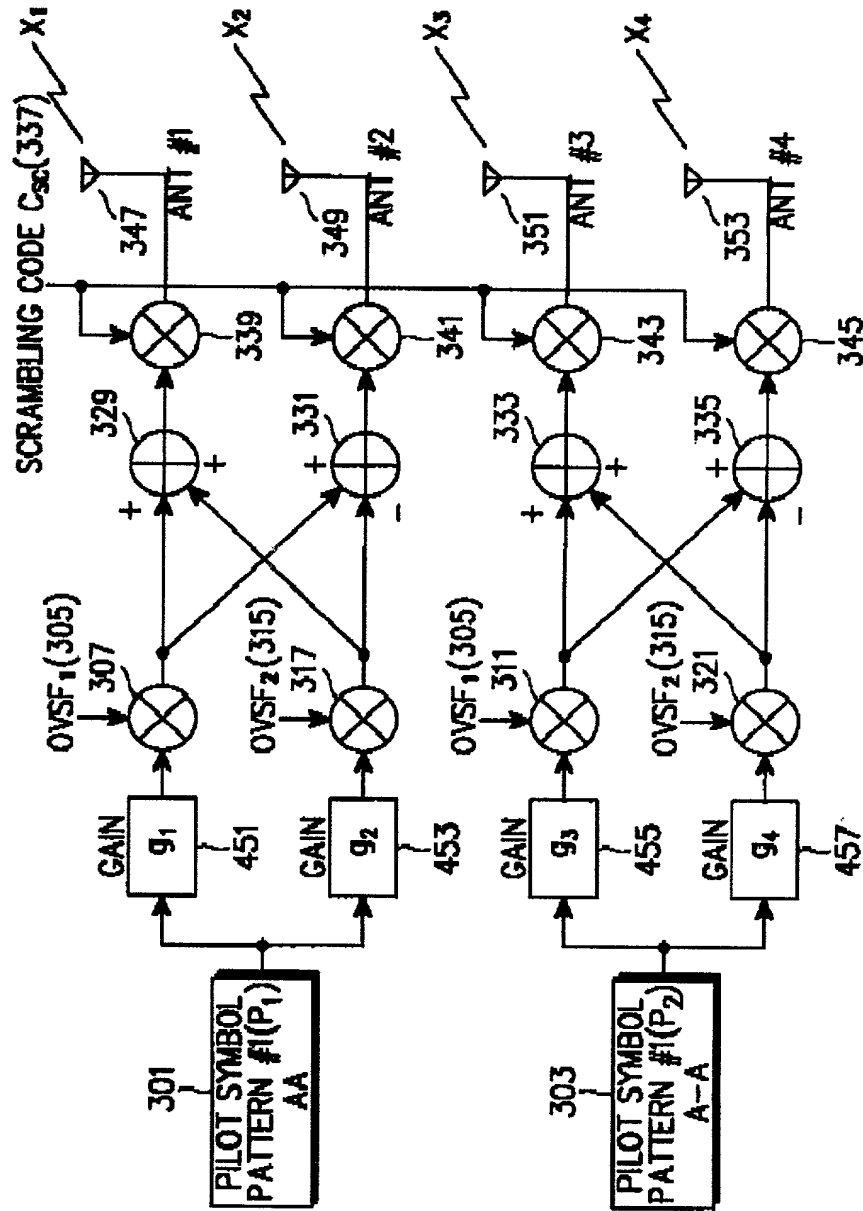 SCRAMBLING CODE CSC(337)
X1
X2
X3
X4
347
349
351
353
ANT #1
ANT #2
ANT #3
ANT #4
339
341
343
345
329
331
333
335
+
+
+
-
+
+
+
-
OVSF1(305)
307
OVSF2(315)
317
OVSF1(305)
311
OVSF2(315)
321
GAIN
g1
451
GAIN
g2
453
GAIN
g3
455
GAIN
g4
457
301
PILOT SYMBOL
PATTERN #1(P1)
AA
303
PILOT SYMBOL
PATTERN #1(P2)
A-A